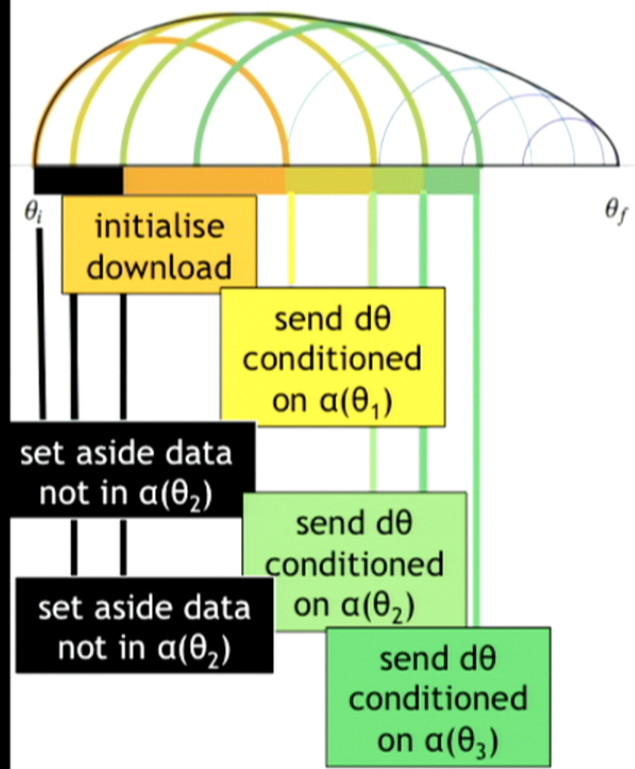 θᵢ
θ_f
initialise
download
send dθ
conditioned
on α(θ₁)
set aside data
not in α(θ₂)
send dθ
conditioned
on α(θ₂)
set aside data
not in α(θ₂)
send dθ
conditioned
on α(θ₃)